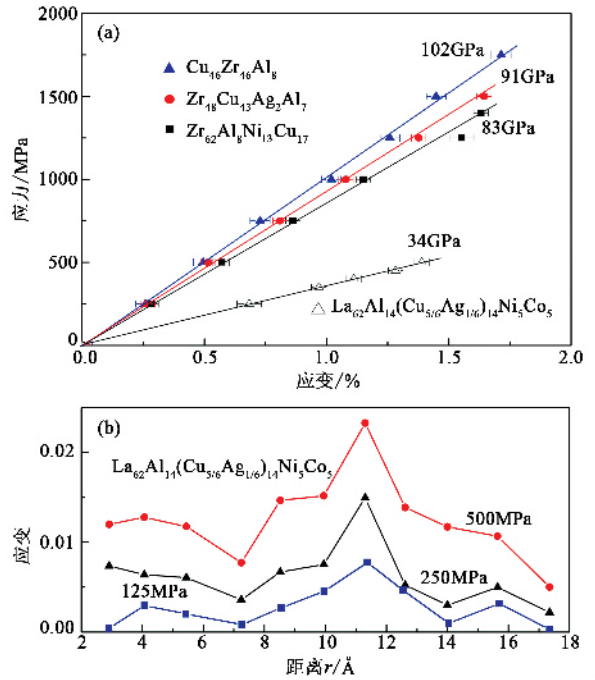 (a)
102GPa
91GPa
83GPa
34GPa
Cu₄₆Zr₄₆Al₈
Zr₄₈Cu₄₃Ag₂Al₇
Zr₆₂Al₈Ni₁₃Cu₁₇
La₆₂Al₁₄(Cu₅/₆Ag₁/₆)₁₄Ni₅Co₅
应力/MPa
1750
1500
1000
500
0
0.0
0.5
1.0
1.5
2.0
应变/%
(b)
La₆₂Al₁₄(Cu₅/₆Ag₁/₆)₁₄Ni₅Co₅
500MPa
250MPa
125MPa
应变
0.02
0.01
0.00
2
4
6
8
10
12
14
16
18
距离r/Å